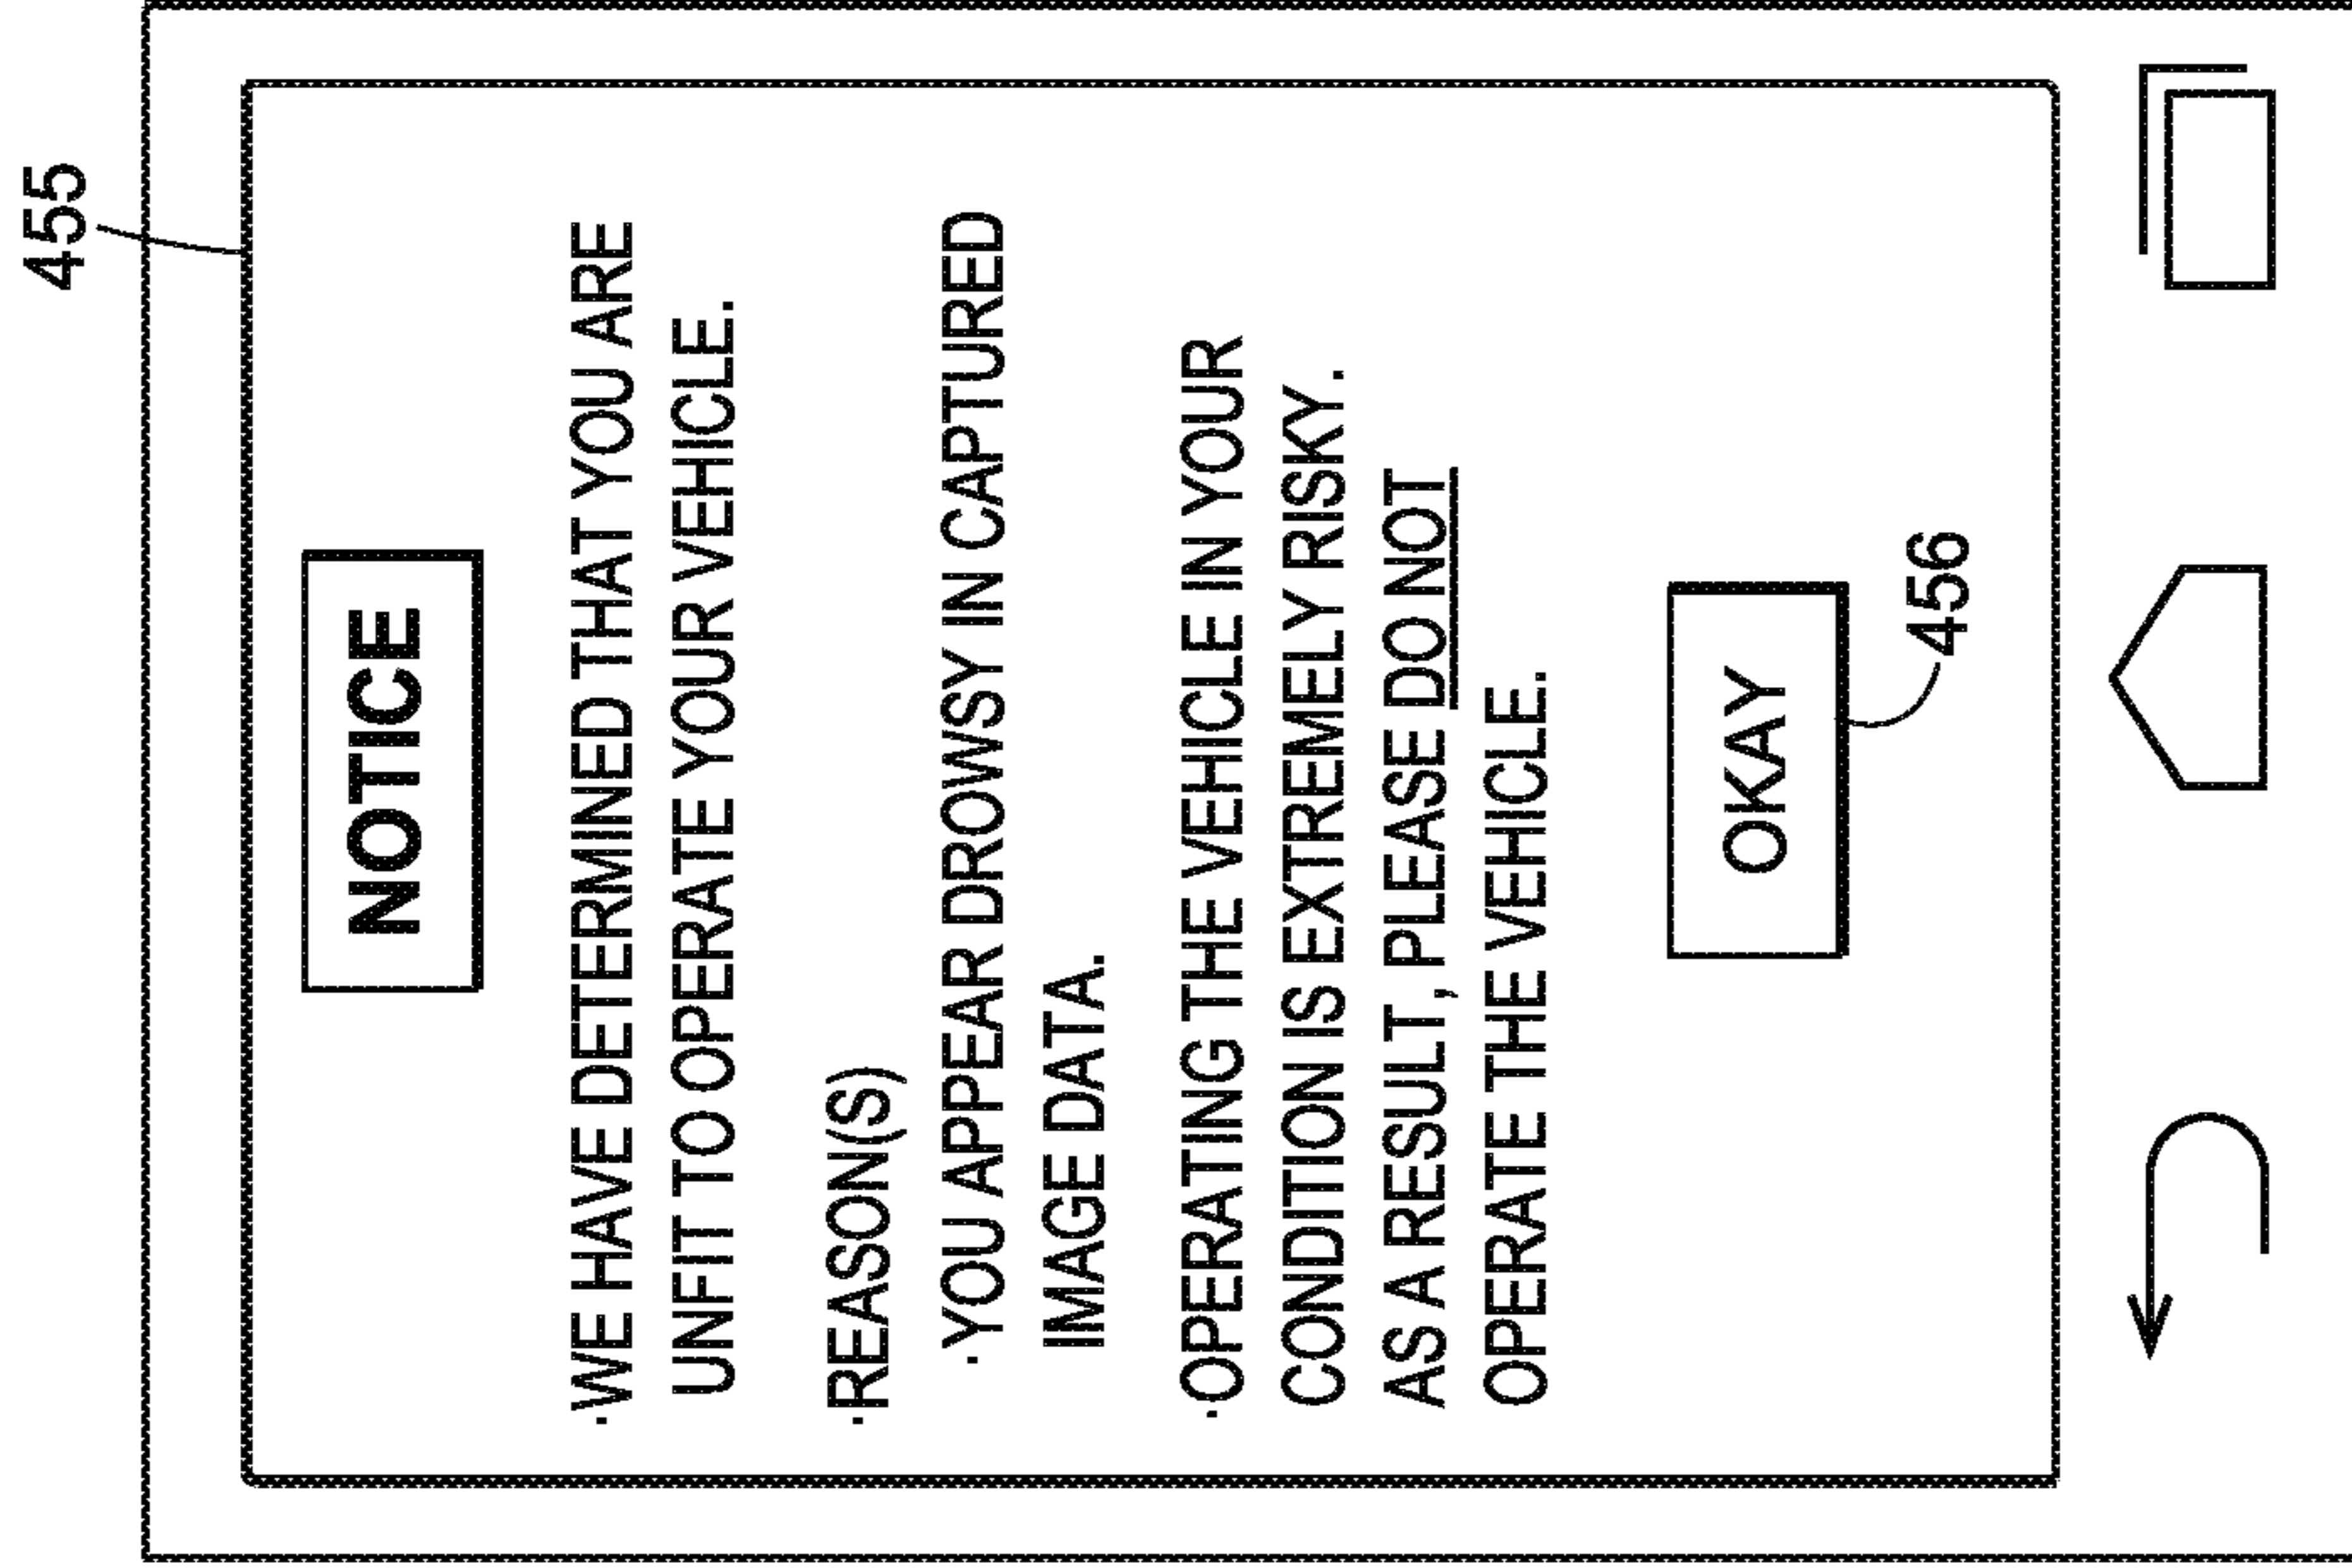 455
NOTICE
·WE HAVE DETERMINED THAT YOU ARE
UNFIT TO OPERATE YOUR VEHICLE.
·REASON(S)
·YOU APPEAR DROWSY IN CAPTURED
IMAGE DATA.
·OPERATING THE VEHICLE IN YOUR
CONDITION IS EXTREMELY RISKY.
AS A RESULT, PLEASE DO NOT
OPERATE THE VEHICLE.
OKAY
456